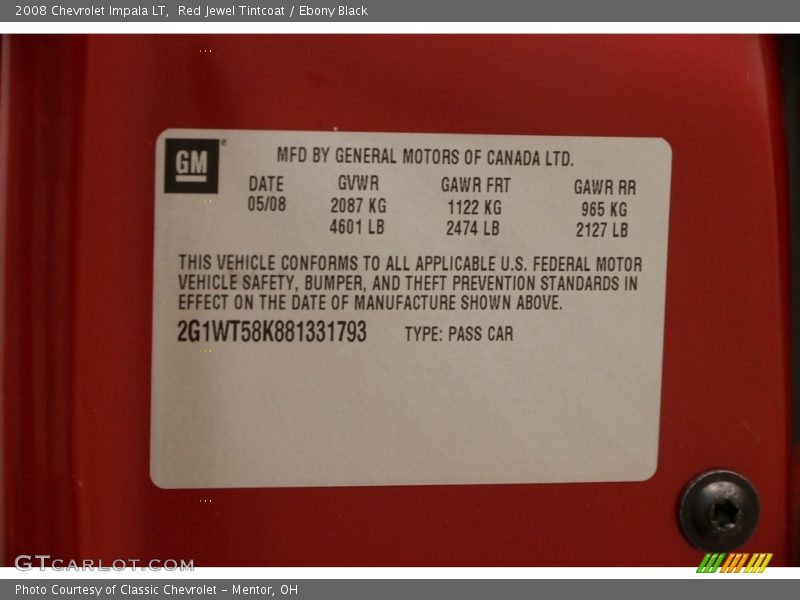 2008 Chevrolet Impala LT, Red Jewel Tintcoat / Ebony Black
GM
MFD BY GENERAL MOTORS OF CANADA LTD.
DATE GVWR GAWR FRT GAWR RR
05/08 2087 KG 1122 KG 965 KG
4601 LB 2474 LB 2127 LB
THIS VEHICLE CONFORMS TO ALL APPLICABLE U.S. FEDERAL MOTOR
VEHICLE SAFETY, BUMPER, AND THEFT PREVENTION STANDARDS IN
EFFECT ON THE DATE OF MANUFACTURE SHOWN ABOVE.
2G1WT58K881331793 TYPE: PASS CAR
GTCARLOT.COM
Photo Courtesy of Classic Chevrolet - Mentor, OH